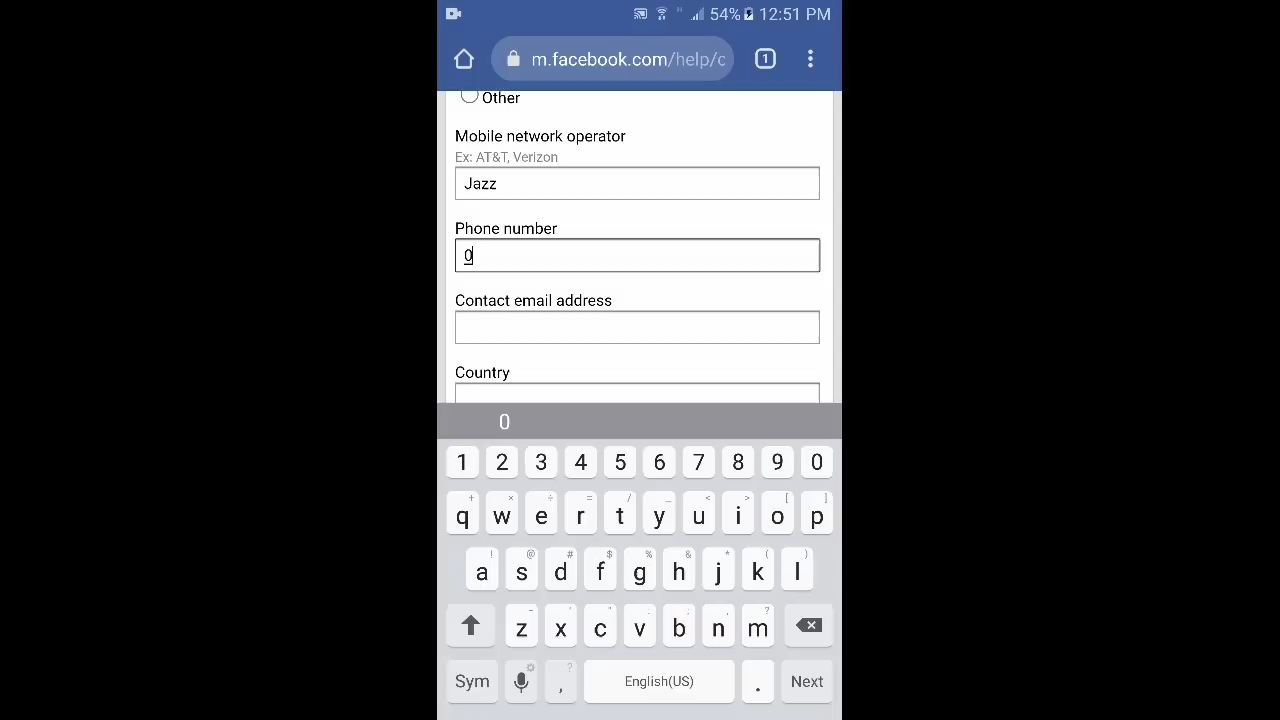 54% 12:51 PM
m.facebook.com/help/c
1
Other
Mobile network operator
Ex: AT&T, Verizon
Jazz
Phone number
0
Contact email address
Country
0
1 2 3 4 5 6 7 8 9 0
+ × ÷ = / _ < > [ ]
q w e r t y u i o p
! @ # $ % & * ( )
a s d f g h j k l
- ' " : ; , ?
z x c v b n m
?
Sym , English(US) . Next